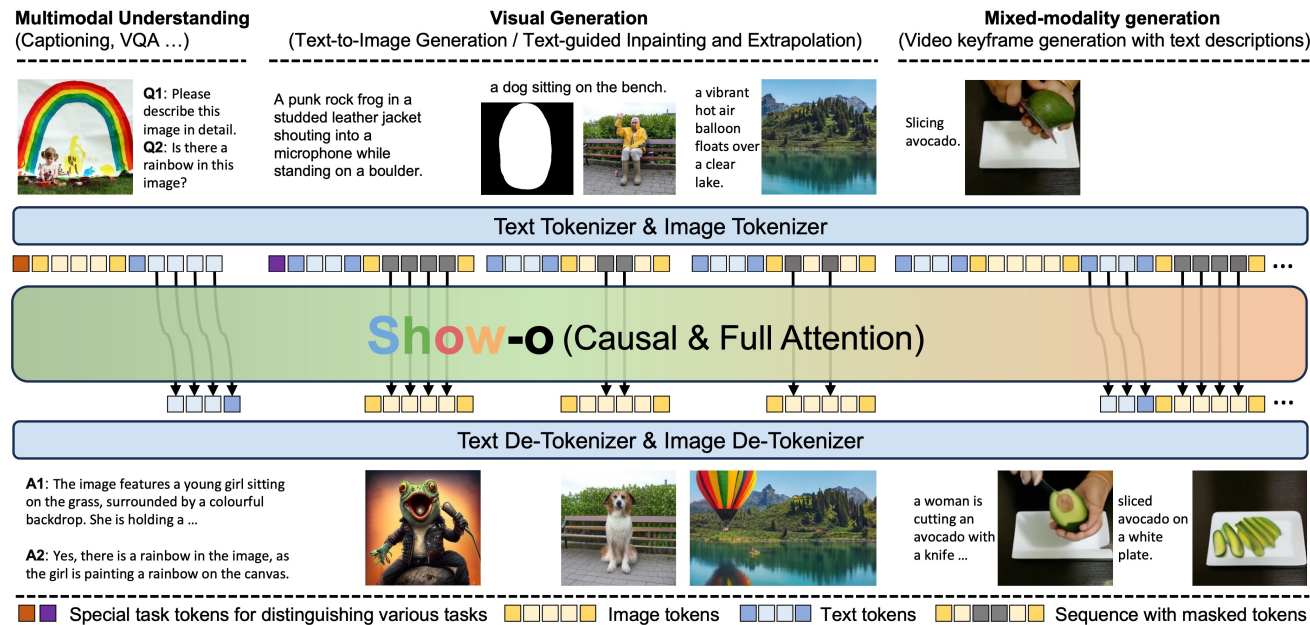 Multimodal Understanding
(Captioning, VQA …)
Visual Generation
(Text-to-Image Generation / Text-guided Inpainting and Extrapolation)
Mixed-modality generation
(Video keyframe generation with text descriptions)
Q1: Please
describe this
image in detail.
Q2: Is there a
rainbow in this
image?
A punk rock frog in a
studded leather jacket
shouting into a
microphone while
standing on a boulder.
a dog sitting on the bench.
a vibrant
hot air
balloon
floats over
a clear
lake.
Slicing
avocado.
Text Tokenizer & Image Tokenizer
...
Show-o (Causal & Full Attention)
...
Text De-Tokenizer & Image De-Tokenizer
A1: The image features a young girl sitting
on the grass, surrounded by a colourful
backdrop. She is holding a …
A2: Yes, there is a rainbow in the image, as
the girl is painting a rainbow on the canvas.
a woman is
cutting an
avocado with
a knife …
sliced
avocado on
a white
plate.
Special task tokens for distinguishing various tasks
Image tokens
Text tokens
Sequence with masked tokens